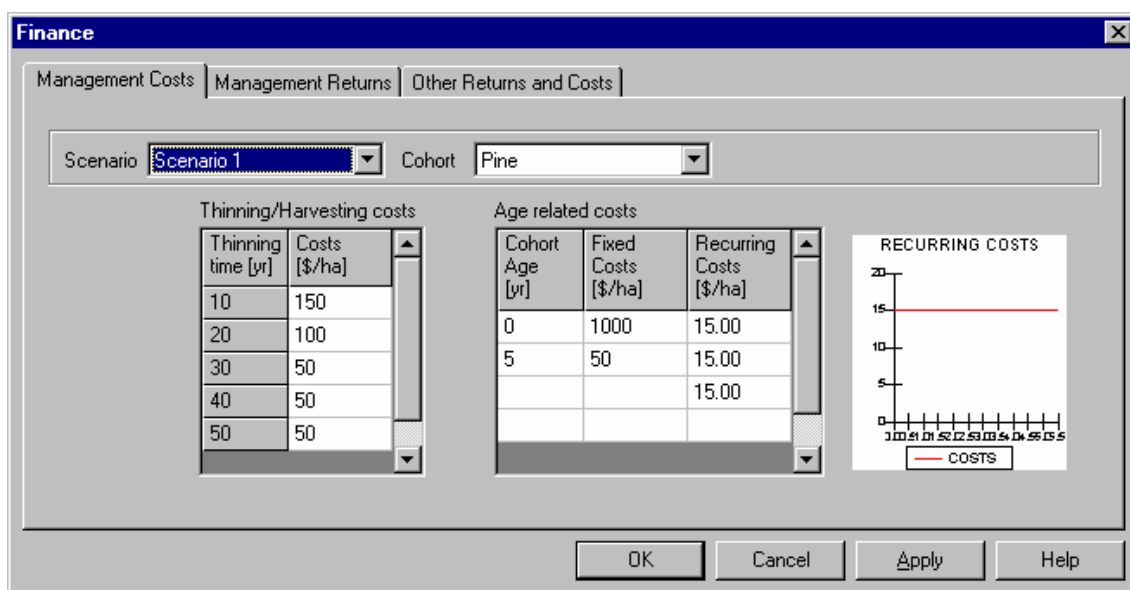 Finance
Management Costs Management Returns Other Returns and Costs
Scenario Scenario 1 Cohort Pine
Thinning/Harvesting costs
Thinning time [yr] Costs [$/ha]
10 150
20 100
30 50
40 50
50 50
Age related costs
Cohort Age [yr] Fixed Costs [$/ha] Recurring Costs [$/ha]
0 1000 15.00
5 50 15.00
15.00
RECURRING COSTS
20
15
10
5
0
COSTS
OK Cancel Apply Help